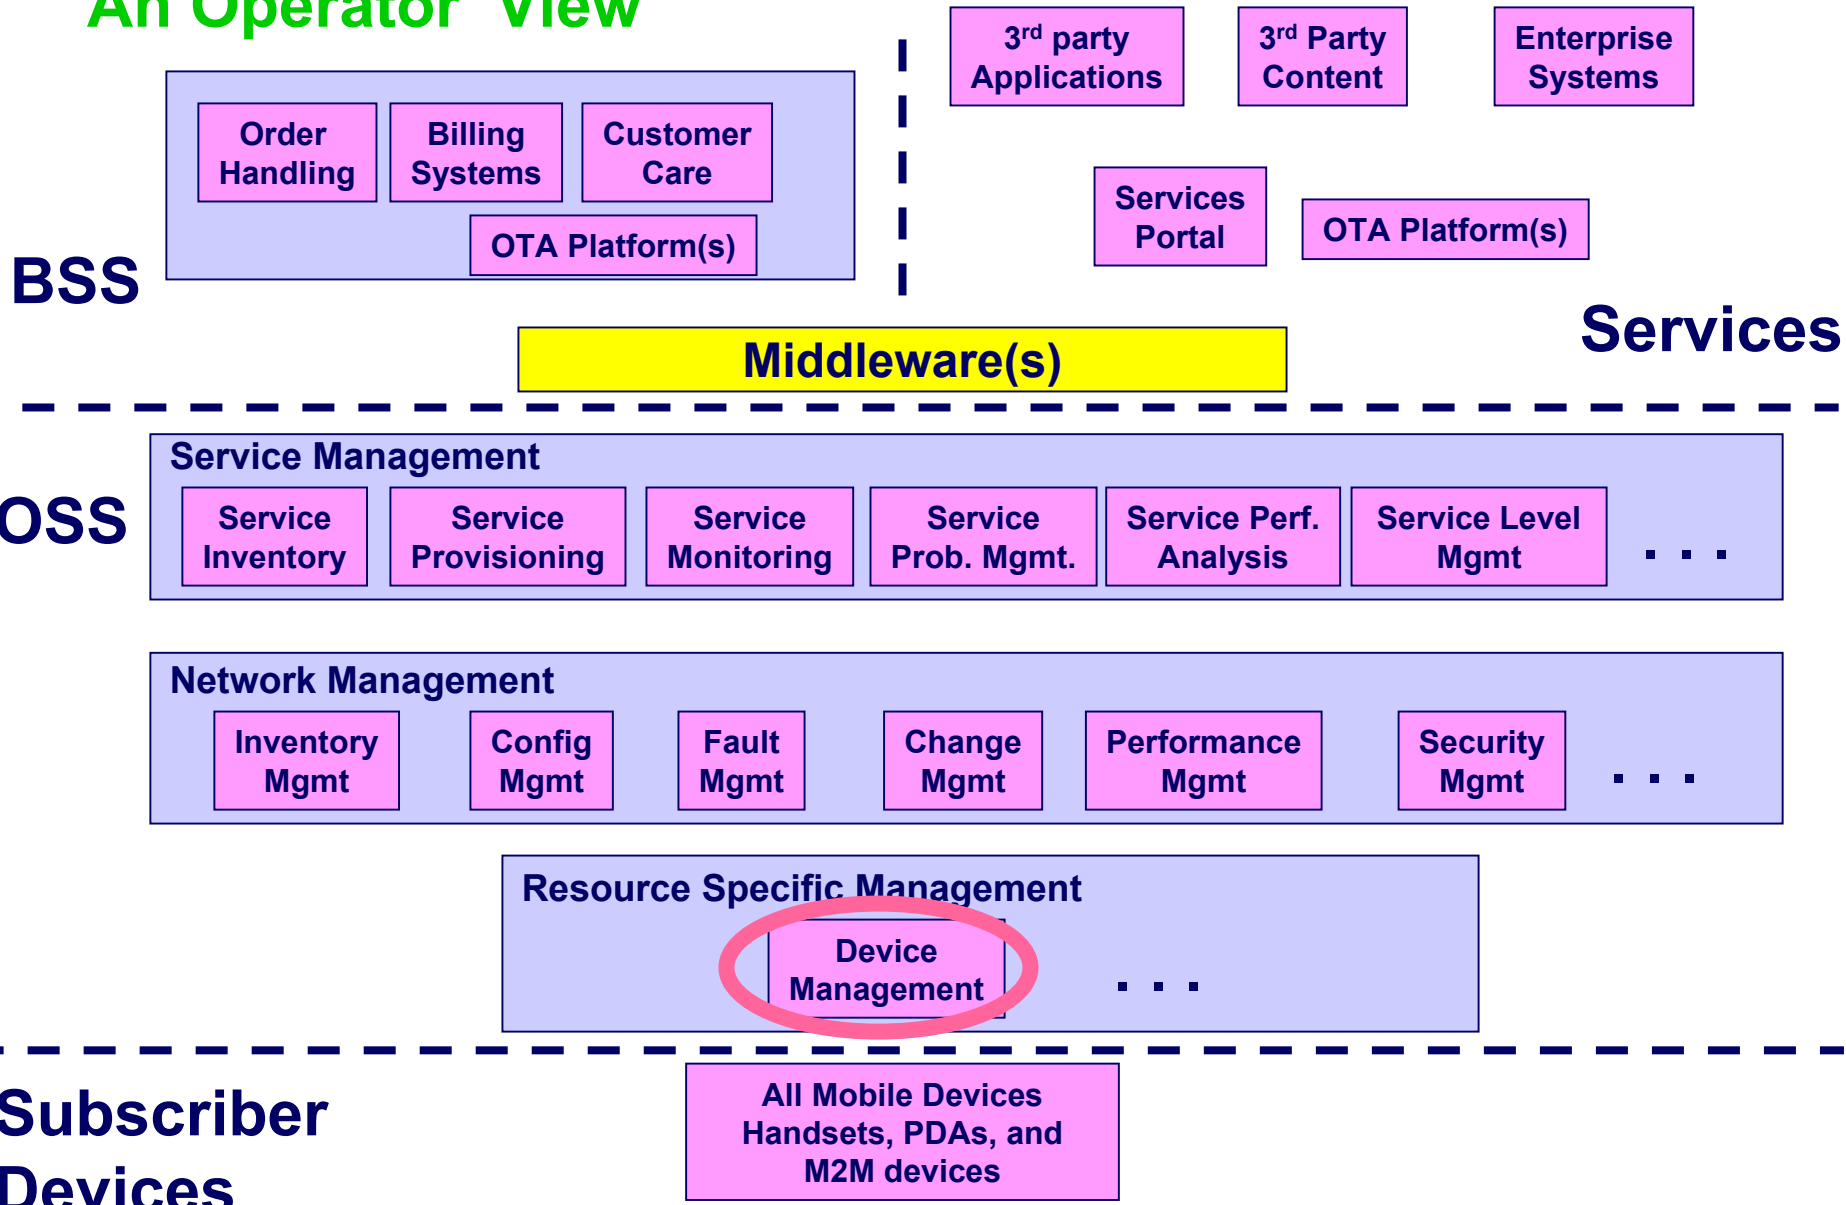 An Operator View
3rd party
Applications
3rd Party
Content
Enterprise
Systems
Order
Handling
Billing
Systems
Customer
Care
OTA Platform(s)
Services
Portal
OTA Platform(s)
BSS
Services
Middleware(s)
OSS
Service Management
Service
Inventory
Service
Provisioning
Service
Monitoring
Service
Prob. Mgmt.
Service Perf.
Analysis
Service Level
Mgmt
. . .
Network Management
Inventory
Mgmt
Config
Mgmt
Fault
Mgmt
Change
Mgmt
Performance
Mgmt
Security
Mgmt
. . .
Resource Specific Management
Device
Management
. . .
Subscriber
Devices
All Mobile Devices
Handsets, PDAs, and
M2M devices